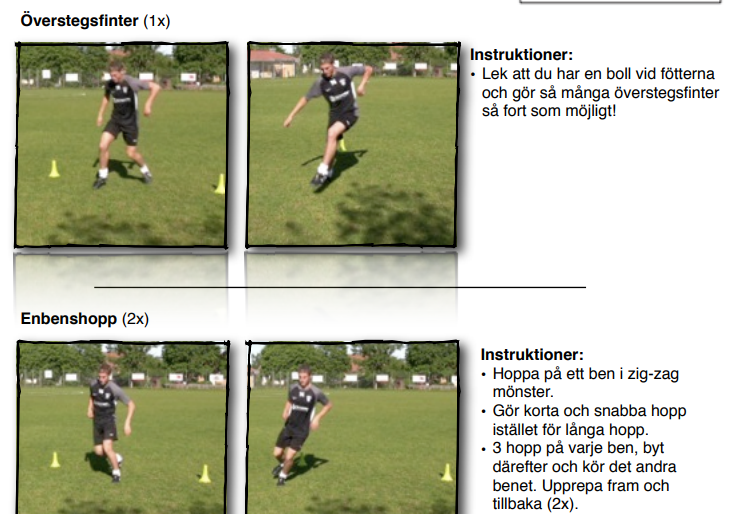 Överstegsfinter (1x)
Instruktioner:
• Lek att du har en boll vid fötterna
och gör så många överstegsfinter
så fort som möjligt!
Enbenshopp (2x)
Instruktioner:
• Hoppa på ett ben i zig-zag
mönster.
• Gör korta och snabba hopp
istället för långa hopp.
• 3 hopp på varje ben, byt
därefter och kör det andra
benet. Upprepa fram och
tillbaka (2x).